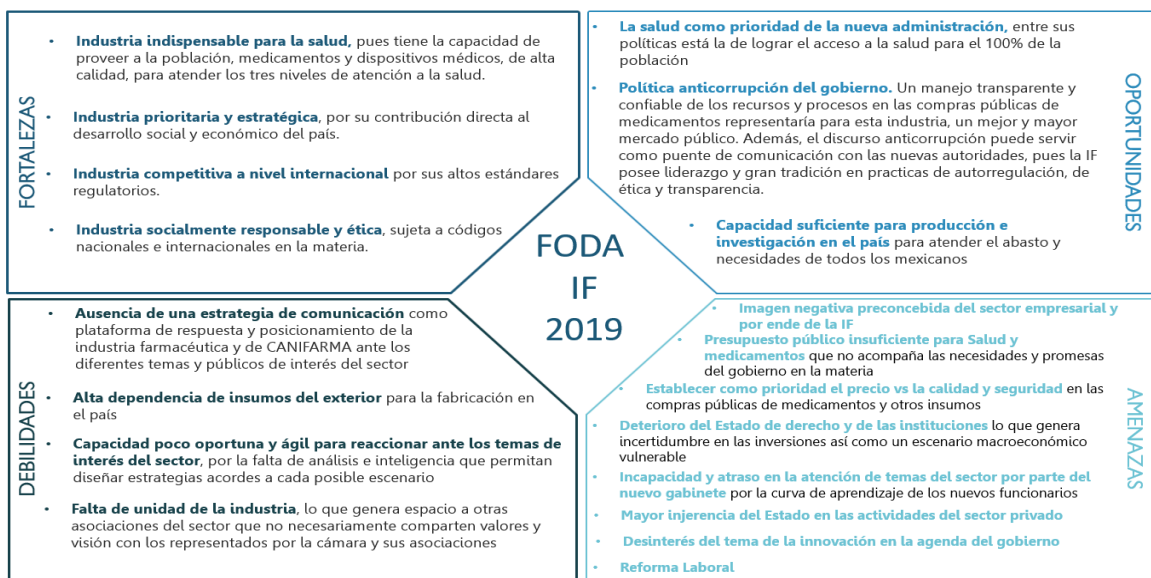 FORTALEZAS
• Industria indispensable para la salud, pues tiene la capacidad de
proveer a la población, medicamentos y dispositivos médicos, de alta
calidad, para atender los tres niveles de atención a la salud.
• Industria prioritaria y estratégica, por su contribución directa al
desarrollo social y económico del país.
• Industria competitiva a nivel internacional por sus altos estándares
regulatorios.
• Industria socialmente responsable y ética, sujeta a códigos
nacionales e internacionales en la materia.
OPORTUNIDADES
• La salud como prioridad de la nueva administración, entre sus
políticas está la de lograr el acceso a la salud para el 100% de la
población
• Política anticorrupción del gobierno. Un manejo transparente y
confiable de los recursos y procesos en las compras públicas de
medicamentos representaría para esta industria, un mejor y mayor
mercado público. Además, el discurso anticorrupción puede servir
como puente de comunicación con las nuevas autoridades, pues la IF
posee liderazgo y gran tradición en practicas de autorregulación, de
ética y transparencia.
• Capacidad suficiente para producción e
investigación en el país para atender el abasto y
necesidades de todos los mexicanos
FODA
IF
2019
DEBILIDADES
• Ausencia de una estrategia de comunicación como
plataforma de respuesta y posicionamiento de la
industria farmacéutica y de CANIFARMA ante los
diferentes temas y públicos de interés del sector
• Alta dependencia de insumos del exterior para la fabricación en
el país
• Capacidad poco oportuna y ágil para reaccionar ante los temas de
interés del sector, por la falta de análisis e inteligencia que permitan
diseñar estrategias acordes a cada posible escenario
• Falta de unidad de la industria, lo que genera espacio a otras
asociaciones del sector que no necesariamente comparten valores y
visión con los representados por la cámara y sus asociaciones
AMENAZAS
• Imagen negativa preconcebida del sector empresarial y
por ende de la IF
• Presupuesto público insuficiente para Salud y
medicamentos que no acompaña las necesidades y promesas
del gobierno en la materia
• Establecer como prioridad el precio vs la calidad y seguridad en las
compras públicas de medicamentos y otros insumos
• Deterioro del Estado de derecho y de las instituciones lo que genera
incertidumbre en las inversiones así como un escenario macroeconómico
vulnerable
• Incapacidad y atraso en la atención de temas del sector por parte del
nuevo gabinete por la curva de aprendizaje de los nuevos funcionarios
• Mayor injerencia del Estado en las actividades del sector privado
• Desinterés del tema de la innovación en la agenda del gobierno
• Reforma Laboral